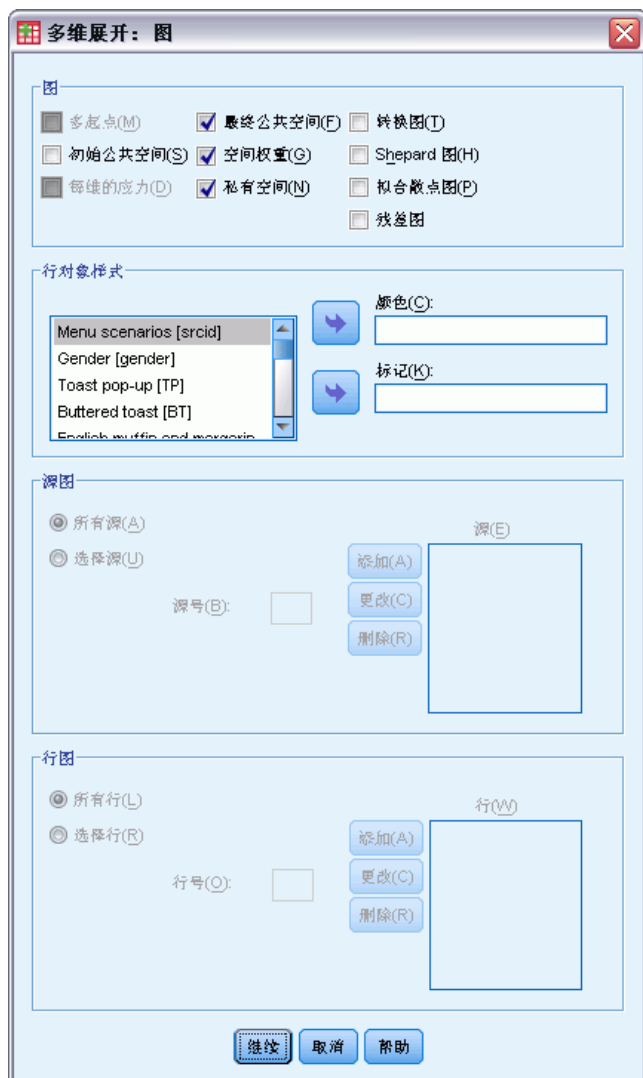 多维展开：图
图
多起点(M) 最终公共空间(F) 转换图(T)
初始公共空间(S) 空间权重(G) Shepard 图(H)
每维的应力(D) 私有空间(N) 拟合散点图(P)
残差图
行对象样式
Menu scenarios [srcid]
Gender [gender]
Toast pop-up [TP]
Buttered toast [BT]
English muffin and margarin
颜色(C):
标记(K):
源图
所有源(A)
选择源(U)
源号(B):
源(E)
添加(A)
更改(C)
删除(R)
行图
所有行(L)
选择行(R)
行号(O):
行(W)
添加(A)
更改(C)
删除(R)
继续 取消 帮助